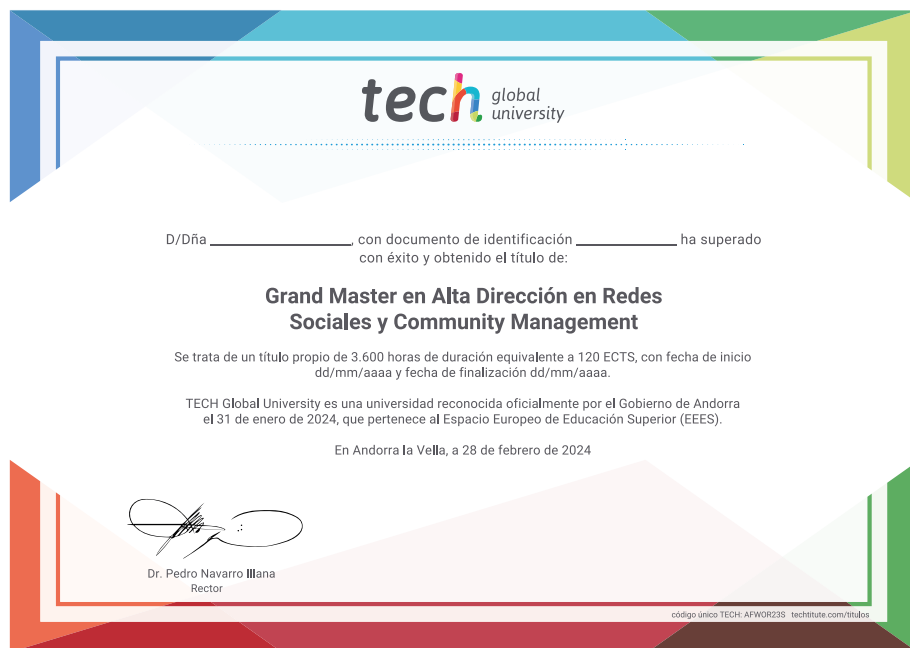 tech global
university
D/Dña ____________, con documento de identificación ____________ ha superado
con éxito y obtenido el título de:
Grand Master en Alta Dirección en Redes
Sociales y Community Management
Se trata de un título propio de 3.600 horas de duración equivalente a 120 ECTS, con fecha de inicio
dd/mm/aaaa y fecha de finalización dd/mm/aaaa.
TECH Global University es una universidad reconocida oficialmente por el Gobierno de Andorra
el 31 de enero de 2024, que pertenece al Espacio Europeo de Educación Superior (EEES).
En Andorra la Vella, a 28 de febrero de 2024
Dr. Pedro Navarro Illana
Rector
código único TECH: AFWOR23S techtitute.com/titulos